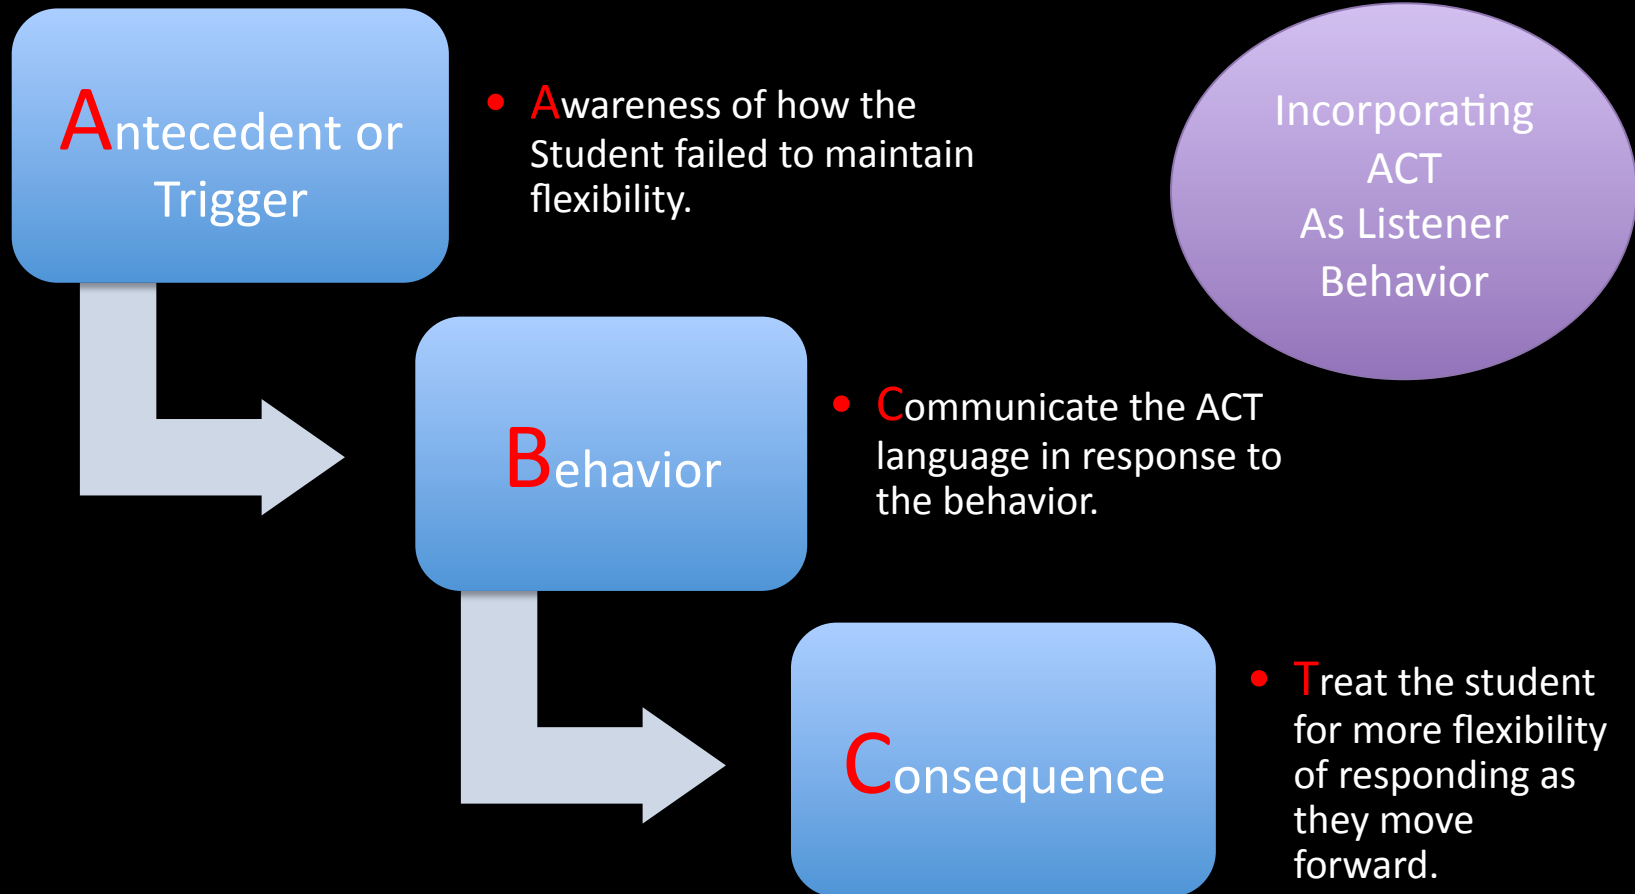 Antecedent or
Trigger
• Awareness of how the
Student failed to maintain
flexibility.
Incorporating
ACT
As Listener
Behavior
Behavior
• Communicate the ACT
language in response to
the behavior.
Consequence
• Treat the student
for more flexibility
of responding as
they move
forward.